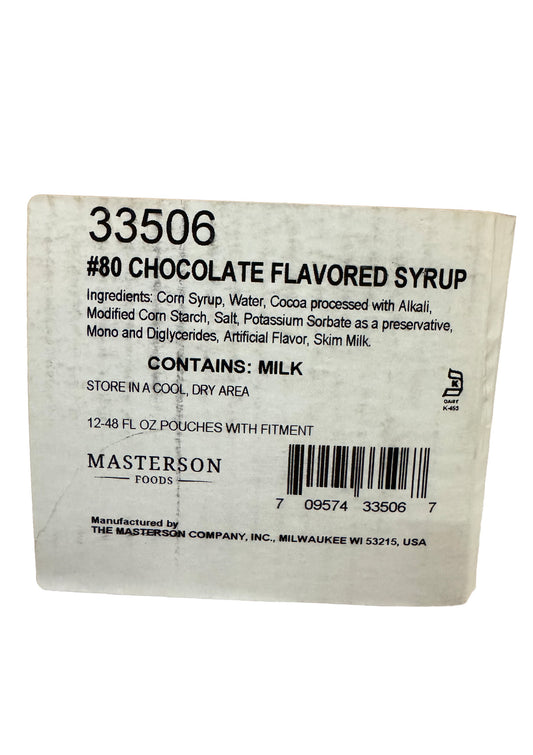 33506
#80 CHOCOLATE FLAVORED SYRUP
Ingredients: Corn Syrup, Water, Cocoa processed with Alkali,
Modified Corn Starch, Salt, Potassium Sorbate as a preservative,
Mono and Diglycerides, Artificial Flavor, Skim Milk.
CONTAINS: MILK
STORE IN A COOL, DRY AREA
K
DAIRY
K-453
12-48 FL OZ POUCHES WITH FITMENT
MASTERSON
FOODS
7 09574 33506 7
Manufactured by
THE MASTERSON COMPANY, INC., MILWAUKEE WI 53215, USA